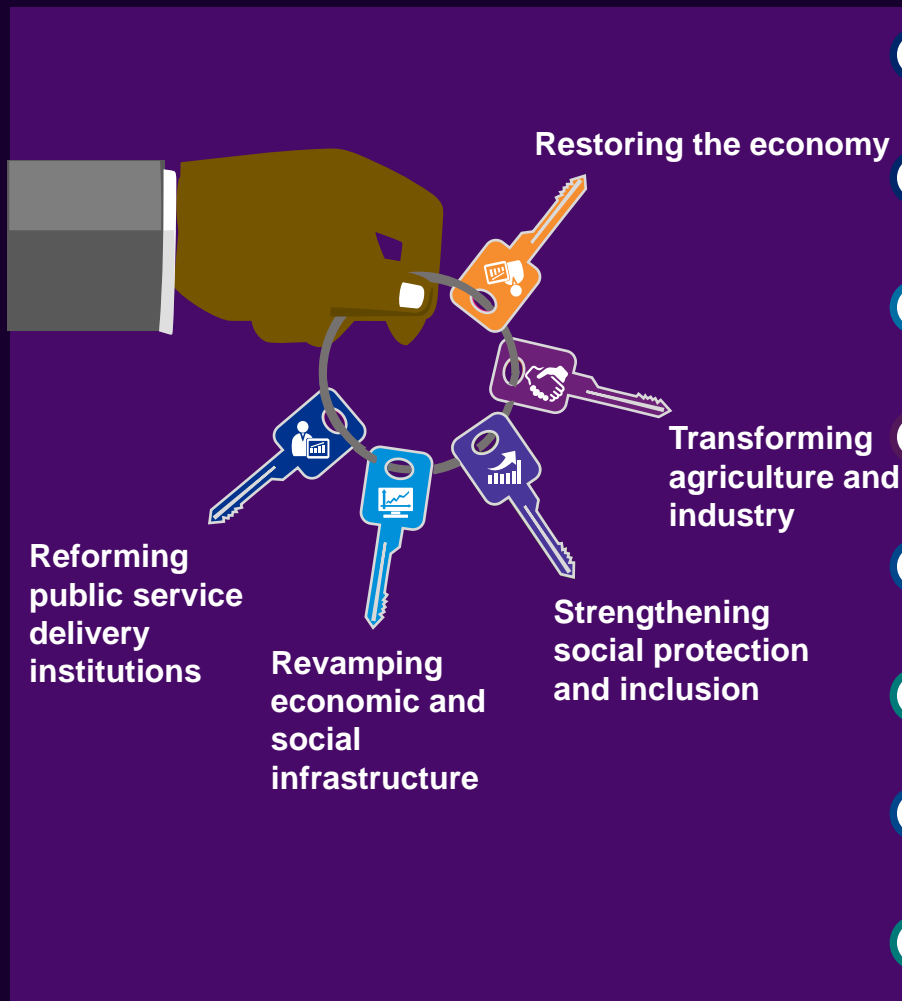 Restoring the economy
Transforming
agriculture and
industry
Strengthening
social protection
and inclusion
Revamping
economic and
social
infrastructure
Reforming
public service
delivery
institutions